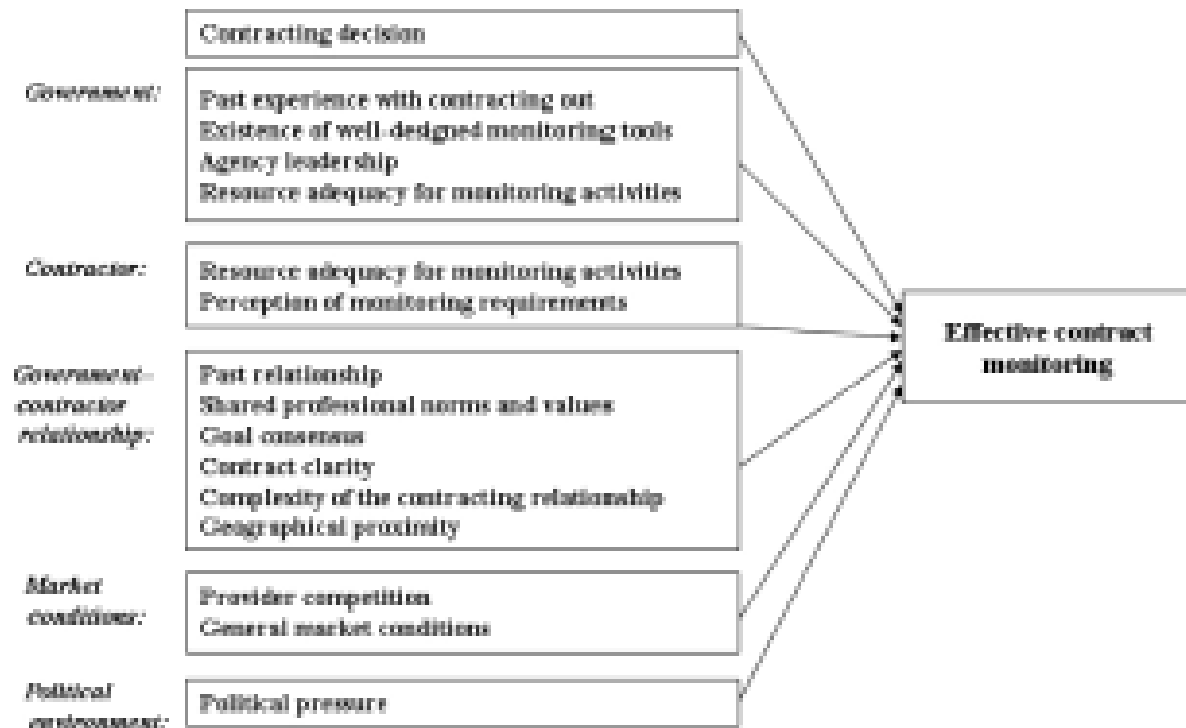 Contracting decision
Government:
Past experience with contracting out
Existence of well-designed monitoring tools
Agency leadership
Resource adequacy for monitoring activities
Contractor:
Resource adequacy for monitoring activities
Perception of monitoring requirements
Government–
contractor
relationship:
Past relationship
Shared professional norms and values
Goal consensus
Contract clarity
Complexity of the contracting relationship
Geographical proximity
Market
conditions:
Provider competition
General market conditions
Political
environment:
Political pressure
Effective contract
monitoring